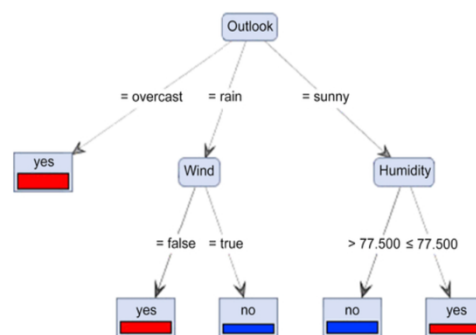 Outlook
= overcast
= rain
= sunny
yes
Wind
Humidity
= false
= true
> 77.500
≤ 77.500
yes
no
no
yes